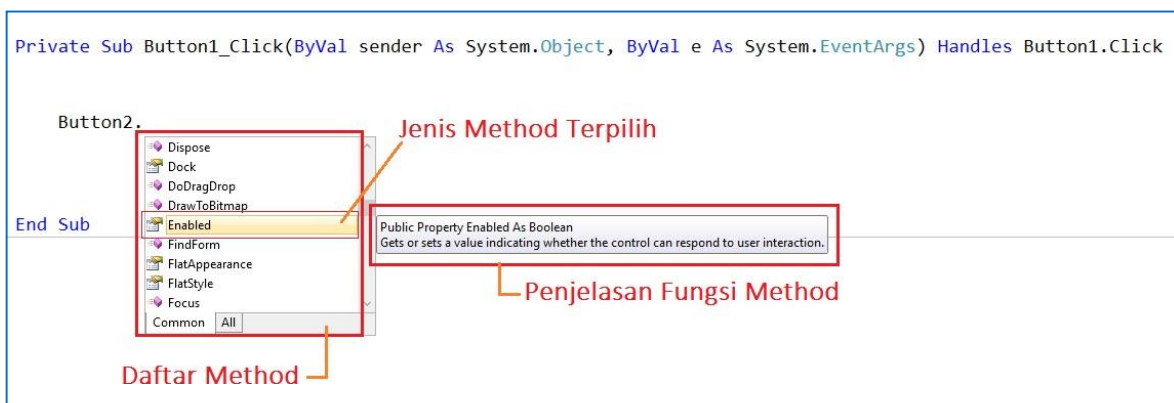 Private Sub Button1_Click(ByVal sender As System.Object, ByVal e As System.EventArgs) Handles Button1.Click
Button2.
Jenis Method Terpilih
Dispose
Dock
DoDragDrop
DrawToBitmap
Enabled
FindForm
FlatAppearance
FlatStyle
Focus
Common All
Public Property Enabled As Boolean
Gets or sets a value indicating whether the control can respond to user interaction.
End Sub
Penjelasan Fungsi Method
Daftar Method